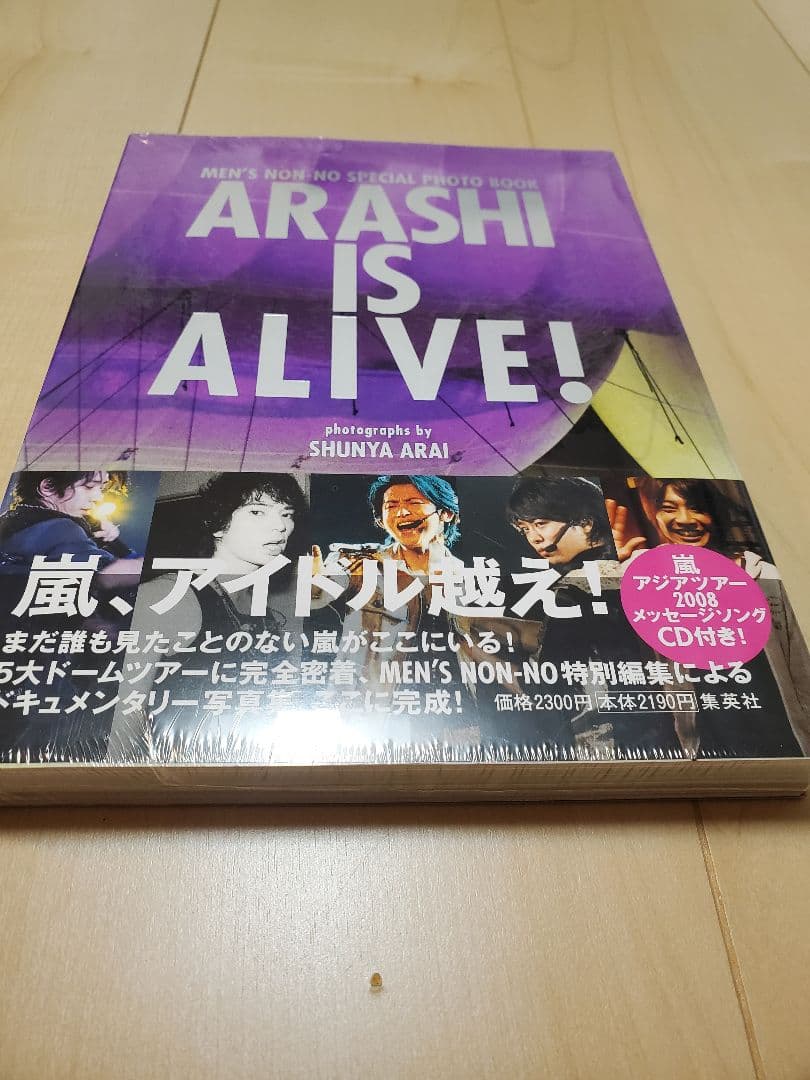 MEN'S NON-NO SPECIAL PHOTO BOOK
ARASHI
IS
ALIVE!
photographs by
SHUNYA ARAI
嵐、アイドル越え!
嵐
アジアツアー
2008
メッセージソング
CD付き!
まだ誰も見たことのない嵐がここにいる!
5大ドームツアーに完全密着、MEN'S NON-NO特別編集による
ドキュメンタリー写真集、ここに完成!
価格2300円 本体2190円 集英社